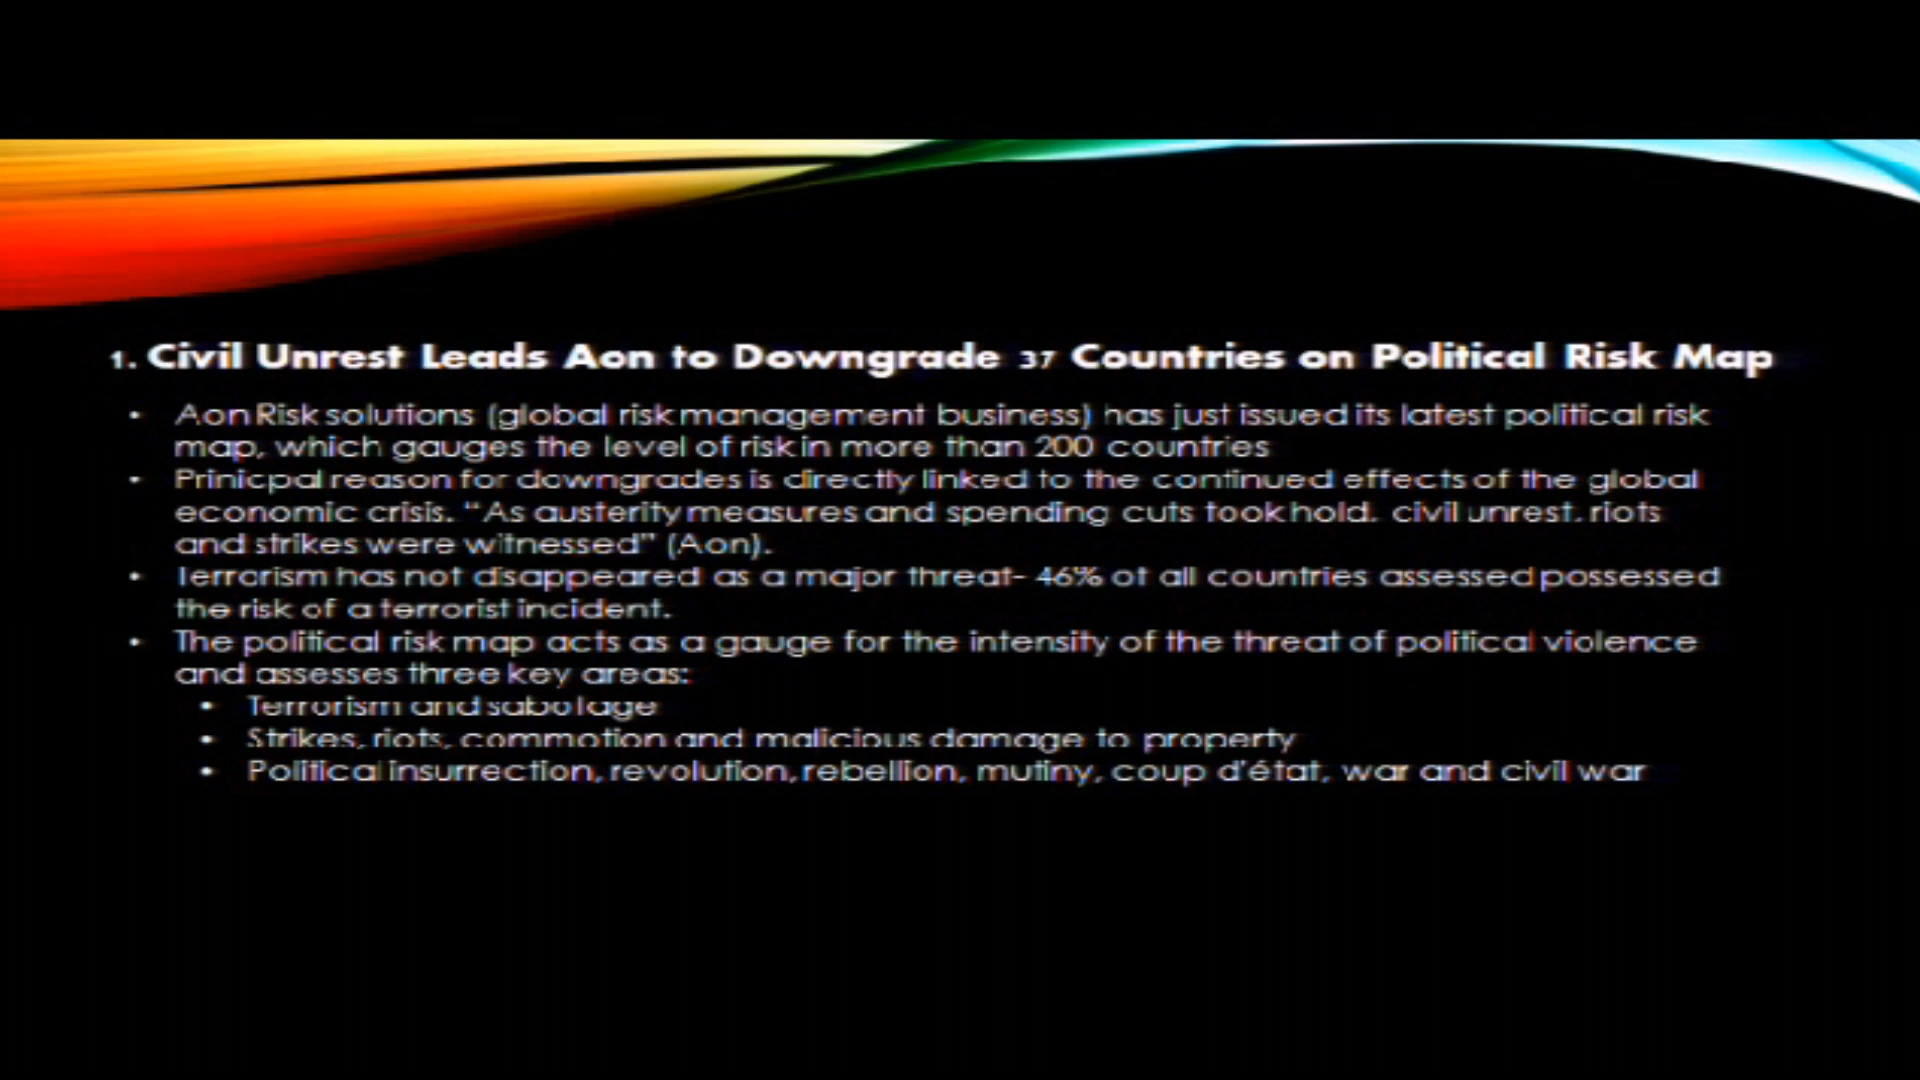 1. Civil Unrest Leads Aon to Downgrade 37 Countries on Political Risk Map
• Aon Risk solutions (global risk management business) has just issued its latest political risk
map, which gauges the level of risk in more than 200 countries
• Prinicpal reason for downgrades is directly linked to the continued effects of the global
economic crisis. “As austerity measures and spending cuts took hold, civil unrest, riots
and strikes were witnessed” (Aon).
• Terrorism has not disappeared as a major threat- 46% of all countries assessed possessed
the risk of a terrorist incident.
• The political risk map acts as a gauge for the intensity of the threat of political violence
and assesses three key areas:
• Terrorism and sabotage
• Strikes, riots, commotion and malicious damage to property
• Political insurrection, revolution, rebellion, mutiny, coup d'état, war and civil war